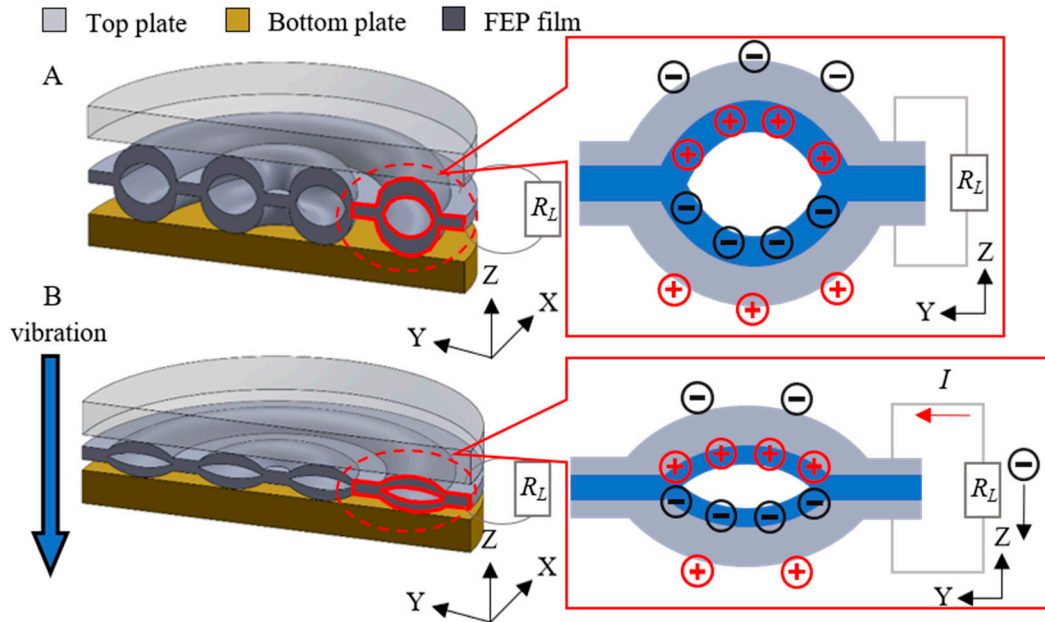 Top plate Bottom plate FEP film
A
R_L
Z
X
Y
R_L
Z
Y
B
vibration
R_L
Z
X
Y
I
R_L
Z
Y